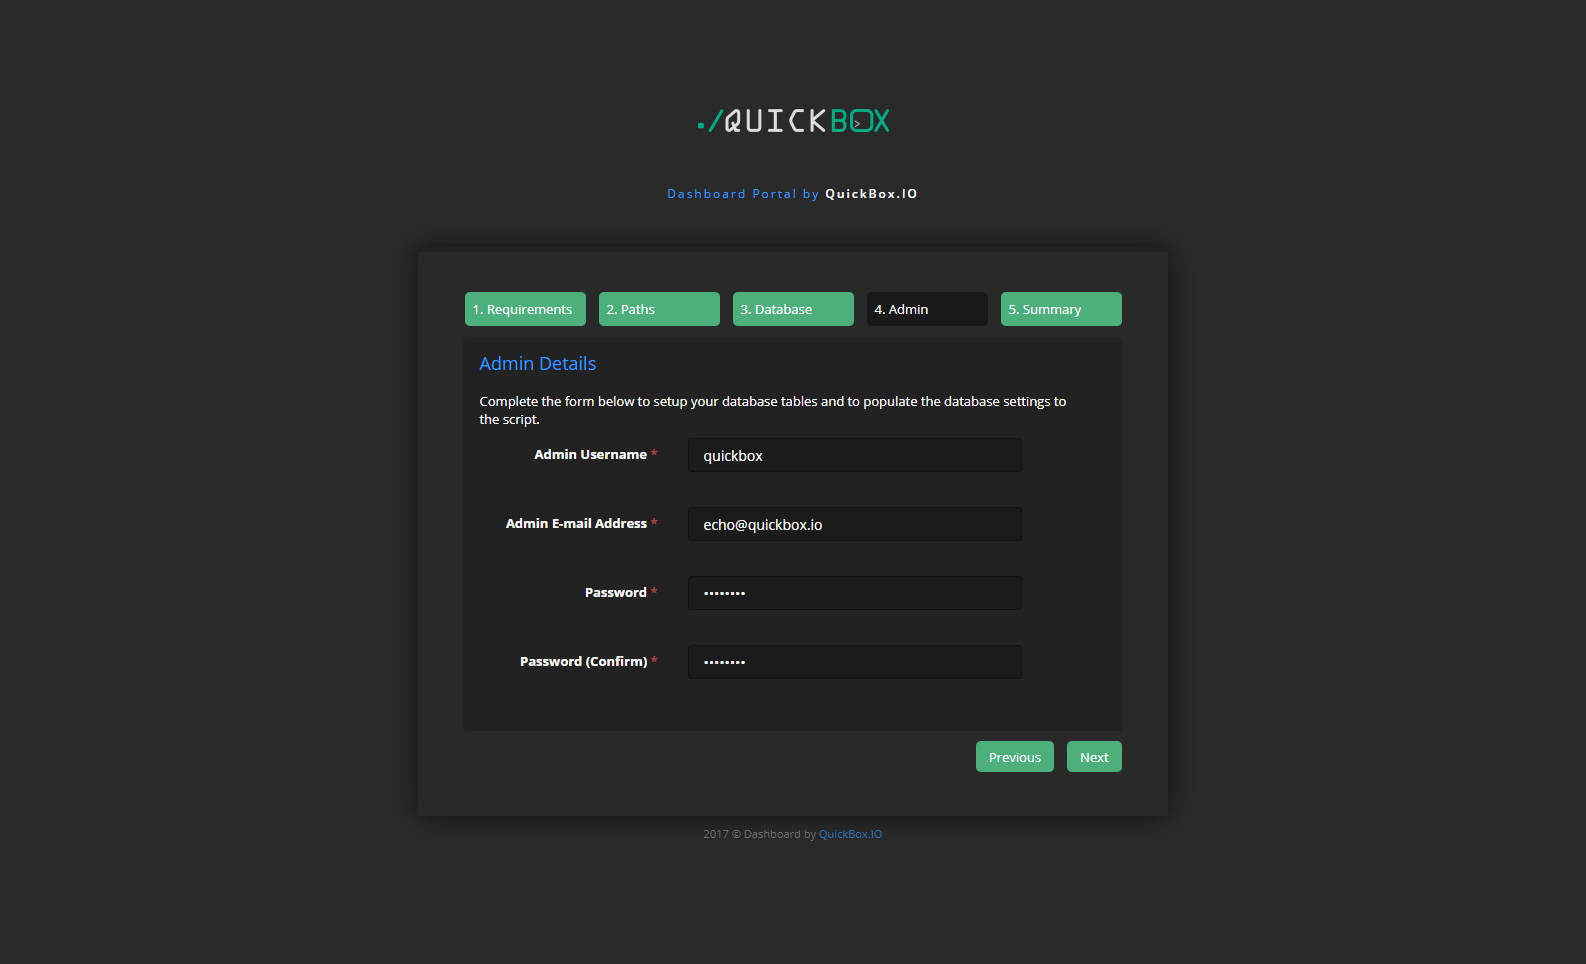 ./QUICKBOX
Dashboard Portal by QuickBox.IO
1. Requirements
2. Paths
3. Database
4. Admin
5. Summary
Admin Details
Complete the form below to setup your database tables and to populate the database settings to
the script.
Admin Username *
quickbox
Admin E-mail Address *
echo@quickbox.io
Password *
••••••••
Password (Confirm) *
••••••••
Previous
Next
2017 © Dashboard by QuickBox.IO